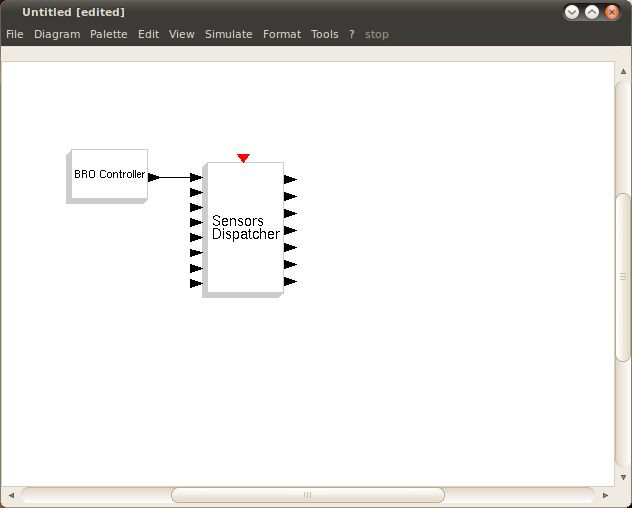 Untitled [edited]
File Diagram Palette Edit View Simulate Format Tools ? stop
BRO Controller
Sensors
Dispatcher